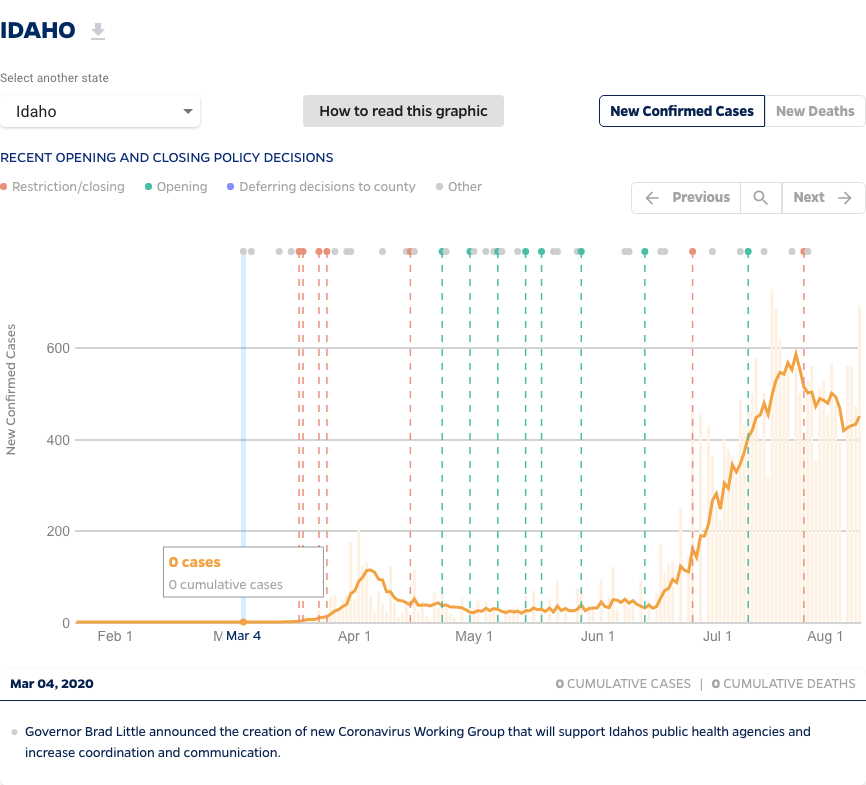 IDAHO
Select another state
Idaho
How to read this graphic
New Confirmed Cases
New Deaths
RECENT OPENING AND CLOSING POLICY DECISIONS
Restriction/closing
Opening
Deferring decisions to county
Other
Previous
Next
New Confirmed Cases
600
400
200
0
0 cases
0 cumulative cases
Feb 1
M
Mar 4
Apr 1
May 1
Jun 1
Jul 1
Aug 1
Mar 04, 2020
0 CUMULATIVE CASES | 0 CUMULATIVE DEATHS
Governor Brad Little announced the creation of new Coronavirus Working Group that will support Idahos public health agencies and
increase coordination and communication.